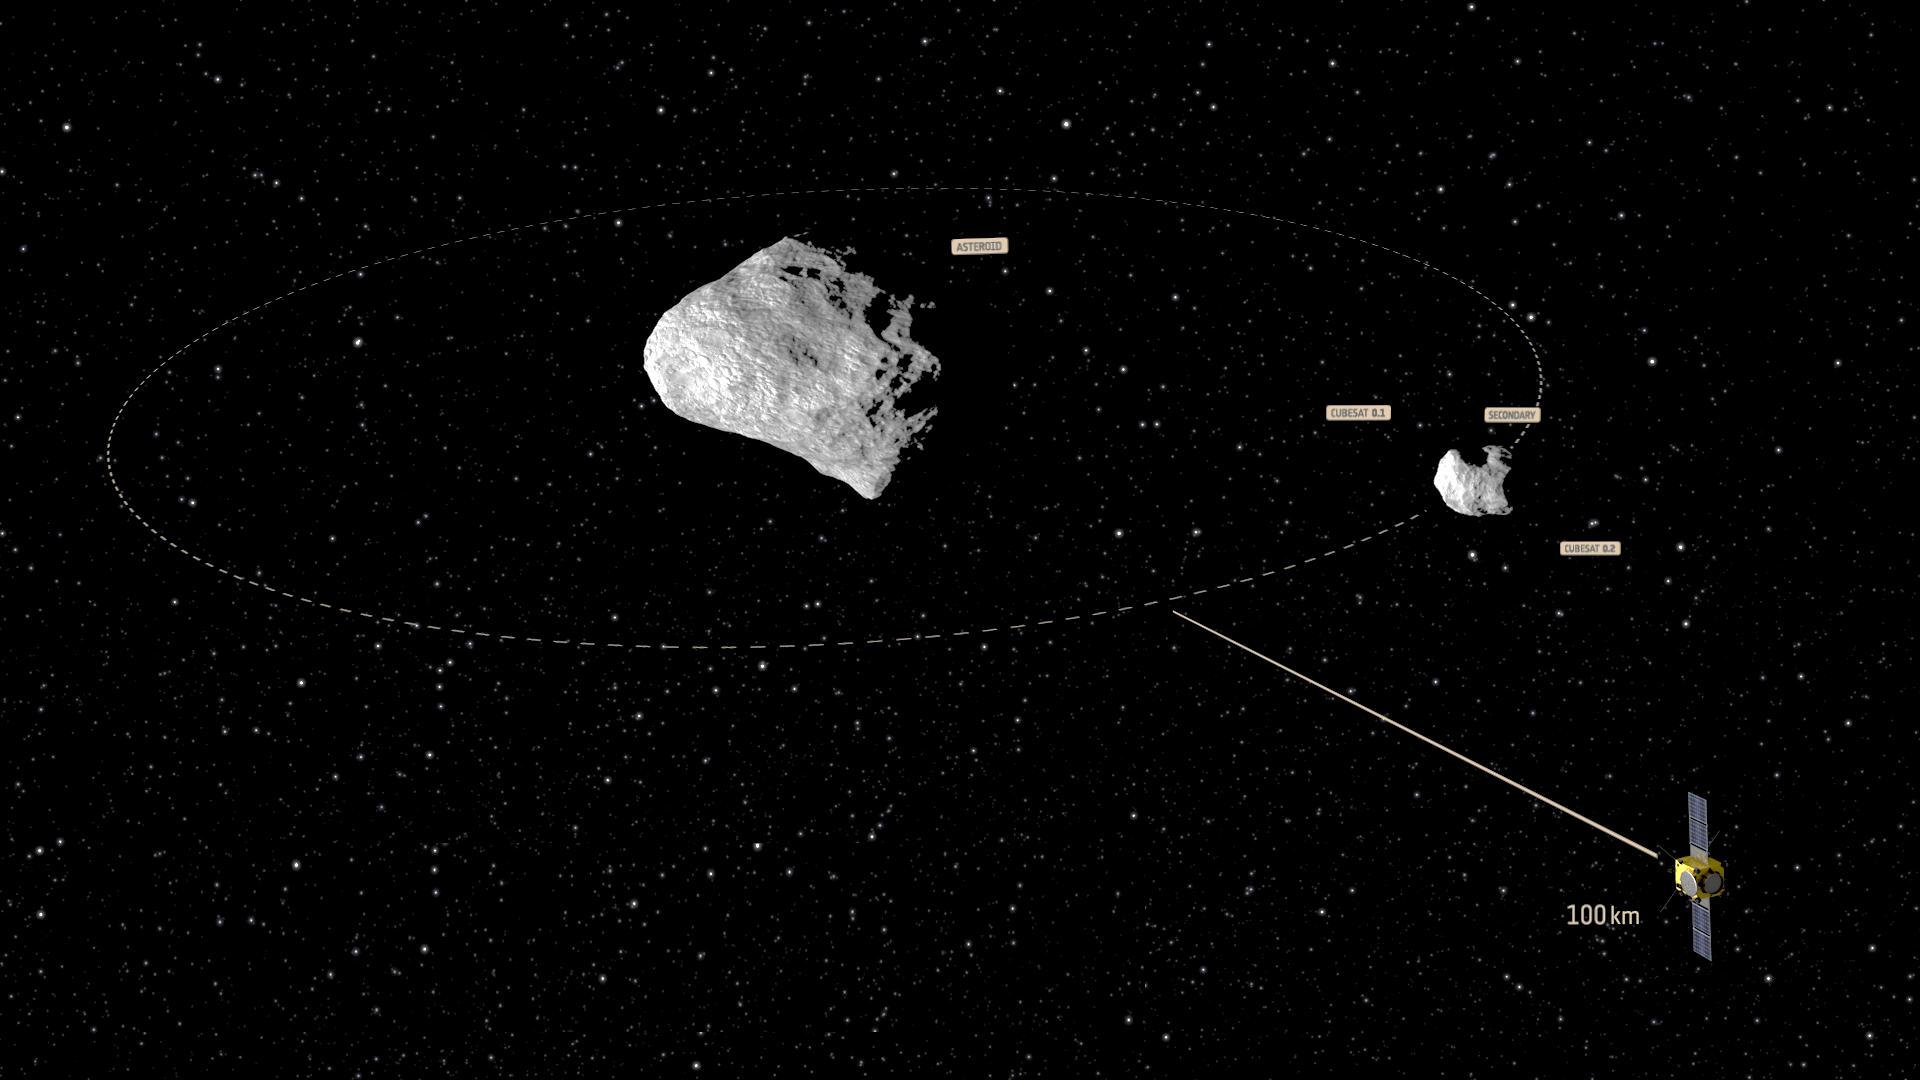 ASTEROID
CUBESAT 0.1
SECONDARY
CUBESAT 0.2
100 km